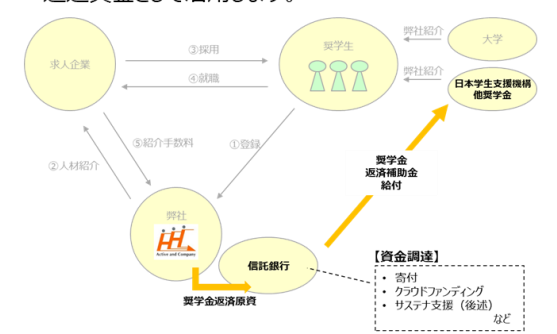 返還資金として活用します。
求人企業
③採用
④就職
奨学生
弊社紹介
大学
弊社紹介
日本学生支援機構
他奨学金
②人材紹介
⑤紹介手数料
①登録
奨学金
返済補助金
給付
弊社
Active and Company
信託銀行
奨学金返済原資
【資金調達】
• 寄付
• クラウドファンディング
• サステナ支援（後述）
など